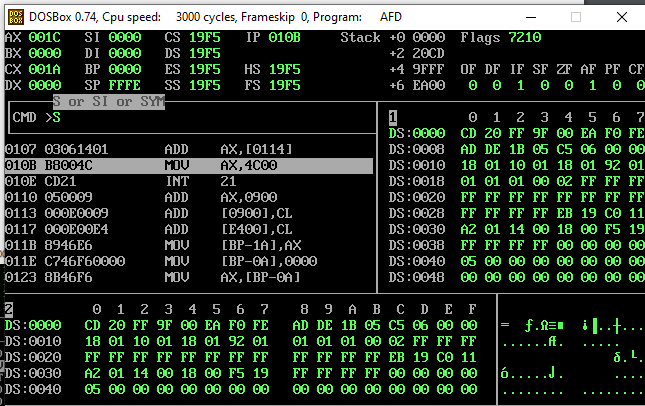 DOSBox 0.74, Cpu speed: 3000 cycles, Frameskip 0, Program: AFD
AX 001C SI 0000 CS 19F5 IP 010B Stack +0 0000 Flags 7210
BX 0000 DI 0000 DS 19F5 +2 20CD
CX 001A BP 0000 ES 19F5 HS 19F5 +4 9FFF OF DF IF SF ZF AF PF CF
DX 0000 SP FFFE SS 19F5 FS 19F5 +6 EA00 0 0 1 0 0 1 0 0
S or SI or SYM
CMD >S
1 0 1 2 3 4 5 6 7
DS:0000 CD 20 FF 9F 00 EA F0 FE
DS:0008 AD DE 1B 05 C5 06 00 00
DS:0010 18 01 10 01 18 01 92 01
DS:0018 01 01 01 00 02 FF FF FF
DS:0020 FF FF FF FF FF FF FF FF
DS:0028 FF FF FF FF EB 19 C0 11
DS:0030 A2 01 14 00 18 00 F5 19
DS:0038 FF FF FF FF 00 00 00 00
DS:0040 05 00 00 00 00 00 00 00
DS:0048 00 00 00 00 00 00 00 00
0107 03061401 ADD AX,[0114]
010B B8004C MOV AX,4C00
010E CD21 INT 21
0110 050009 ADD AX,0900
0113 000E0009 ADD [0900],CL
0117 000E00E4 ADD [E400],CL
011B 8946E6 MOV [BP-1A],AX
011E C746F60000 MOV [BP-0A],0000
0123 8B46F6 MOV AX,[BP-0A]
2 0 1 2 3 4 5 6 7 8 9 A B C D E F
DS:0000 CD 20 FF 9F 00 EA F0 FE AD DE 1B 05 C5 06 00 00
DS:0010 18 01 10 01 18 01 92 01 01 01 01 00 02 FF FF FF
DS:0020 FF FF FF FF FF FF FF FF FF FF FF FF EB 19 C0 11
DS:0030 A2 01 14 00 18 00 F5 19 FF FF FF FF 00 00 00 00
DS:0040 05 00 00 00 00 00 00 00 00 00 00 00 00 00 00 00